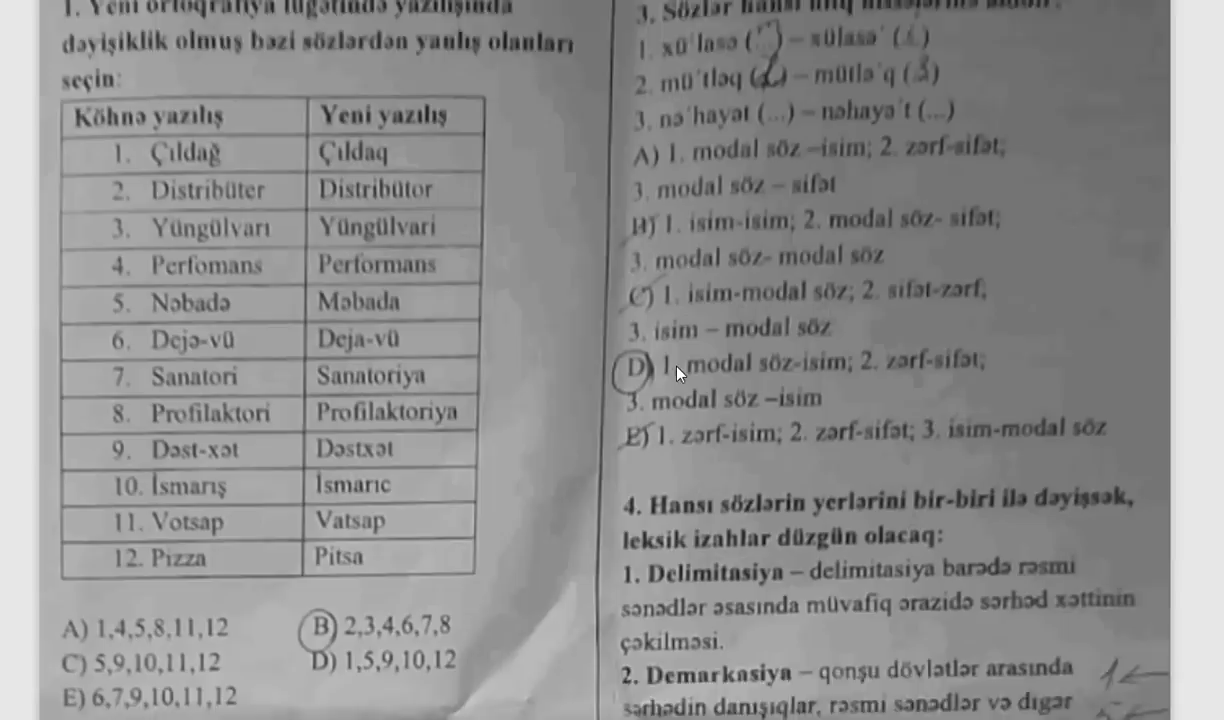 1. Yeni orfoqrafiya lüğətində yazılışında
dəyişiklik olmuş bəzi sözlərdən yanlış olanları
seçin:
Köhnə yazılış Yeni yazılış
1. Çıldağ Çıldaq
2. Distribüter Distribütor
3. Yüngülvarı Yüngülvari
4. Perfomans Performans
5. Nəbadə Məbada
6. Dejə-vü Deja-vü
7. Sanatori Sanatoriya
8. Profilaktori Profilaktoriya
9. Dəst-xət Dəstxət
10. İsmarış İsmarıc
11. Votsap Vatsap
12. Pizza Pitsa
A) 1,4,5,8,11,12 B) 2,3,4,6,7,8
C) 5,9,10,11,12 D) 1,5,9,10,12
E) 6,7,9,10,11,12
3. Sözlər hansı
1. xü'lasə (...) – xülasə' (...)
2. mü'tləq (...) – mütlə'q (...)
3. nə'hayət (...) – nəhayə't (...)
A) 1. modal söz –isim; 2. zərf-sifət;
3. modal söz – sifət
B) 1. isim-isim; 2. modal söz- sifət;
3. modal söz- modal söz
C) 1. isim-modal söz; 2. sifət-zərf;
3. isim – modal söz
D) 1. modal söz-isim; 2. zərf-sifət;
3. modal söz –isim
E) 1. zərf-isim; 2. zərf-sifət; 3. isim-modal söz
4. Hansı sözlərin yerlərini bir-biri ilə dəyişsək,
leksik izahlar düzgün olacaq:
1. Delimitasiya – delimitasiya barədə rəsmi
sənədlər əsasında müvafiq ərazidə sərhəd xəttinin
çəkilməsi.
2. Demarkasiya – qonşu dövlətlər arasında
sərhədin danışıqlar, rəsmi sənədlər və digər